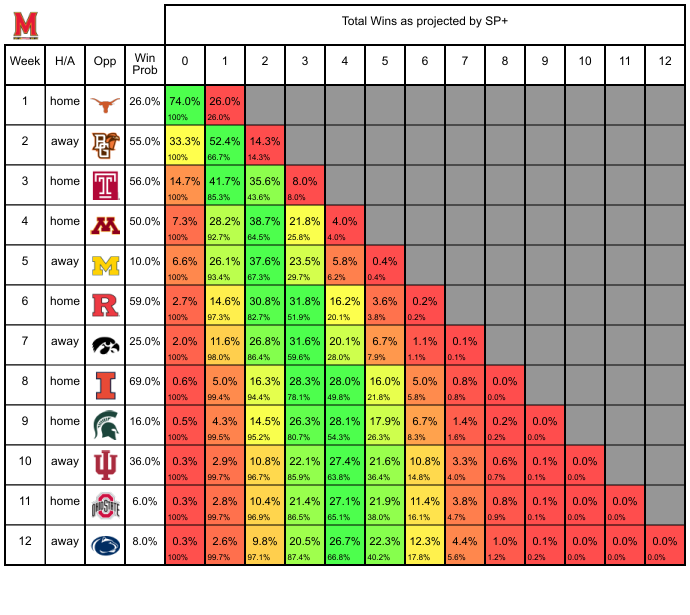 M
Total Wins as projected by SP+
Week H/A Opp Win Prob 0 1 2 3 4 5 6 7 8 9 10 11 12
1 home 26.0% 74.0% 26.0%
100% 26.0%
2 away BG 55.0% 33.3% 52.4% 14.3%
100% 66.7% 14.3%
3 home T 56.0% 14.7% 41.7% 35.6% 8.0%
100% 85.3% 43.6% 8.0%
4 home M 50.0% 7.3% 28.2% 38.7% 21.8% 4.0%
100% 92.7% 64.5% 25.8% 4.0%
5 away M 10.0% 6.6% 26.1% 37.6% 23.5% 5.8% 0.4%
100% 93.4% 67.3% 29.7% 6.2% 0.4%
6 home R 59.0% 2.7% 14.6% 30.8% 31.8% 16.2% 3.6% 0.2%
100% 97.3% 82.7% 51.9% 20.1% 3.8% 0.2%
7 away 25.0% 2.0% 11.6% 26.8% 31.6% 20.1% 6.7% 1.1% 0.1%
100% 98.0% 86.4% 59.6% 28.0% 7.9% 1.1% 0.1%
8 home I 69.0% 0.6% 5.0% 16.3% 28.3% 28.0% 16.0% 5.0% 0.8% 0.0%
100% 99.4% 94.4% 78.1% 49.8% 21.8% 5.8% 0.8% 0.0%
9 home 16.0% 0.5% 4.3% 14.5% 26.3% 28.1% 17.9% 6.7% 1.4% 0.2% 0.0%
100% 99.5% 95.2% 80.7% 54.3% 26.3% 8.3% 1.6% 0.2% 0.0%
10 away IU 36.0% 0.3% 2.9% 10.8% 22.1% 27.4% 21.6% 10.8% 3.3% 0.6% 0.1% 0.0%
100% 99.7% 96.7% 85.9% 63.8% 36.4% 14.8% 4.0% 0.7% 0.1% 0.0%
11 home OHIO STATE 6.0% 0.3% 2.8% 10.4% 21.4% 27.1% 21.9% 11.4% 3.8% 0.8% 0.1% 0.0% 0.0%
100% 99.7% 96.9% 86.5% 65.1% 38.0% 16.1% 4.7% 0.9% 0.1% 0.0% 0.0%
12 away 8.0% 0.3% 2.6% 9.8% 20.5% 26.7% 22.3% 12.3% 4.4% 1.0% 0.1% 0.0% 0.0% 0.0%
100% 99.7% 97.1% 87.4% 66.8% 40.2% 17.8% 5.6% 1.2% 0.2% 0.0% 0.0% 0.0%